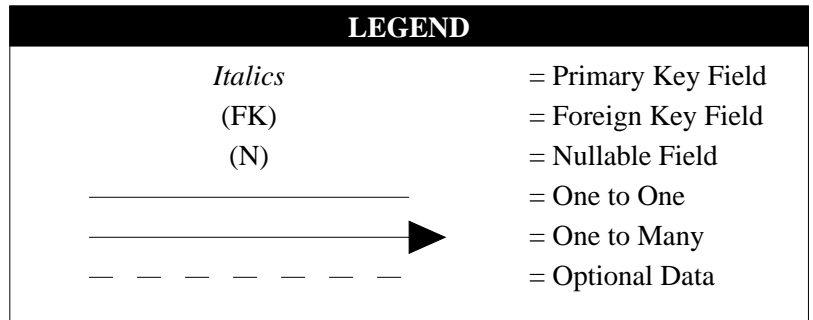 LEGEND
Italics = Primary Key Field
(FK) = Foreign Key Field
(N) = Nullable Field
= One to One
= One to Many
= Optional Data